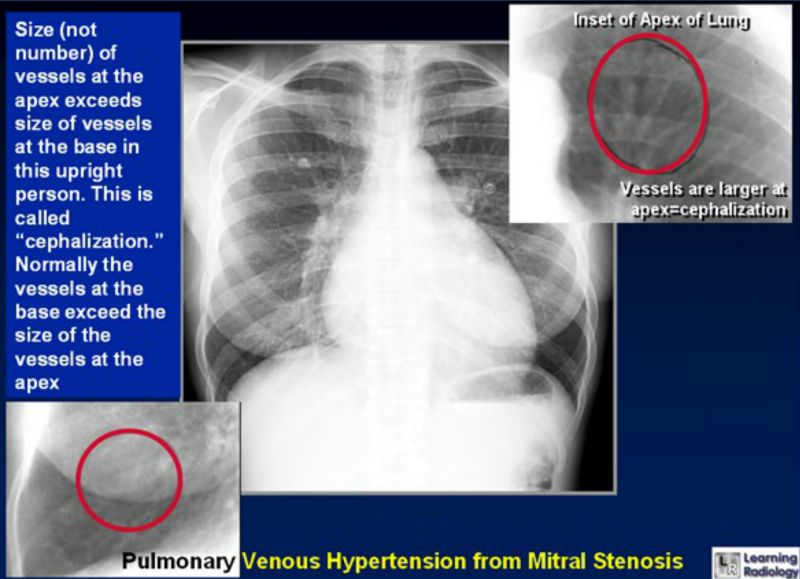 Size (not
number) of
vessels at the
apex exceeds
size of vessels
at the base in
this upright
person. This is
called
“cephalization.”
Normally the
vessels at the
base exceed the
size of the
vessels at the
apex
Inset of Apex of Lung
Vessels are larger at
apex=cephalization
Pulmonary Venous Hypertension from Mitral Stenosis
LR
Learning
Radiology